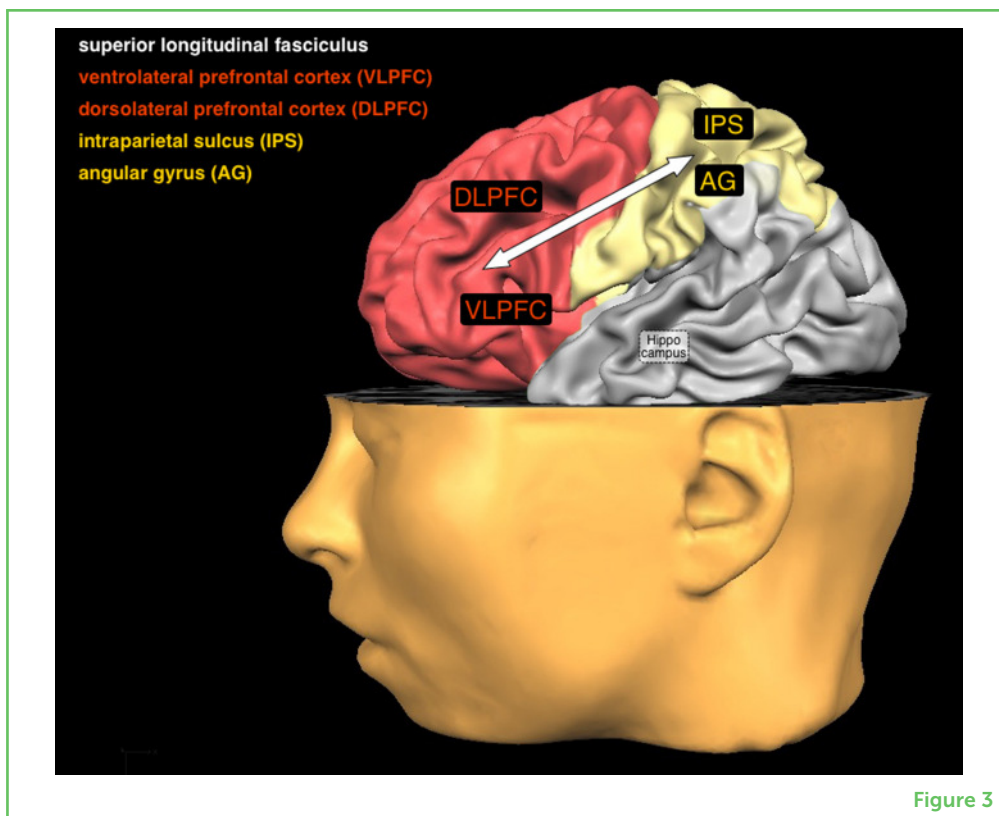 superior longitudinal fasciculus
ventrolateral prefrontal cortex (VLPFC)
dorsolateral prefrontal cortex (DLPFC)
intraparietal sulcus (IPS)
angular gyrus (AG)
IPS
AG
DLPFC
VLPFC
Hippo
campus
Figure 3